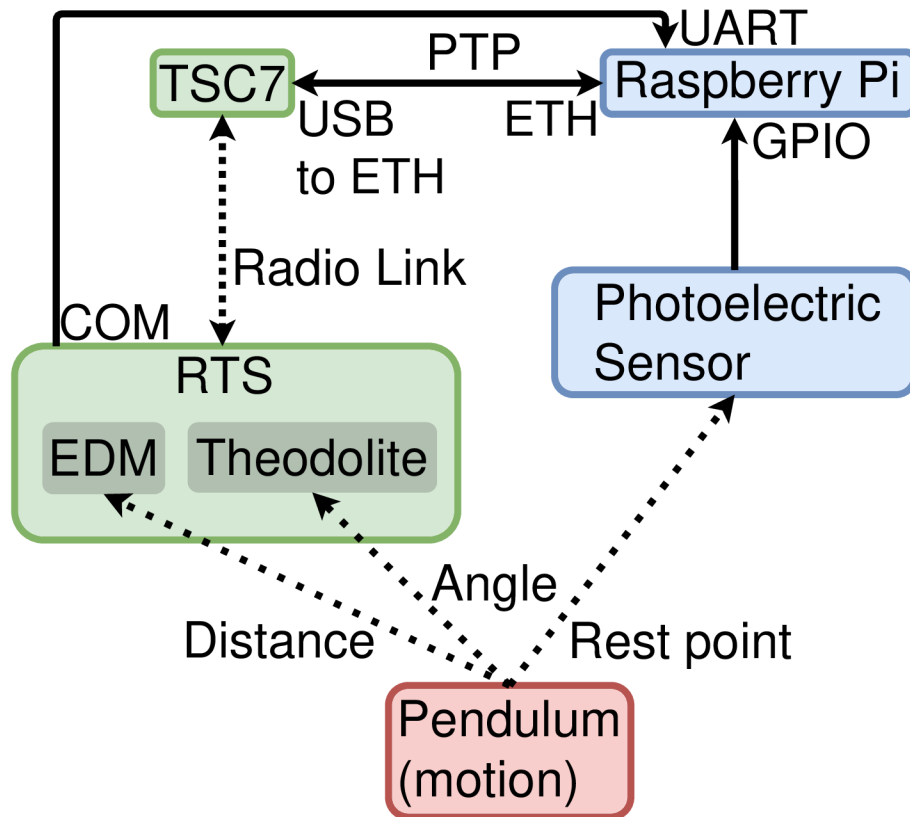 UART
PTP
TSC7
Raspberry Pi
USB
to ETH
ETH
GPIO
Radio Link
COM
RTS
EDM
Theodolite
Photoelectric
Sensor
Angle
Distance
Rest point
Pendulum
(motion)